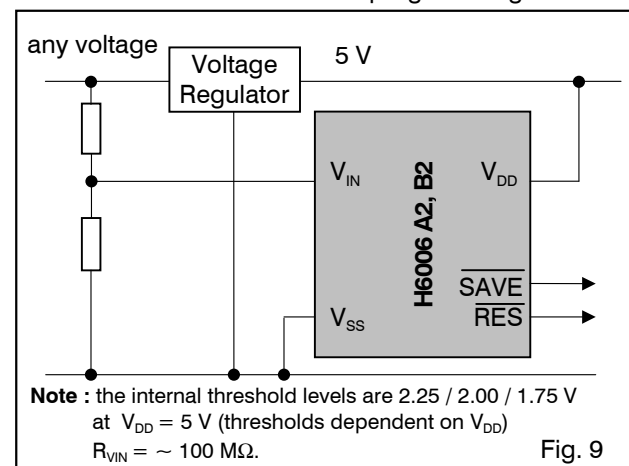 any voltage
Voltage
Regulator
5 V
V_IN
H6006 A2, B2
V_DD
SAVE
RES
V_SS
Note : the internal threshold levels are 2.25 / 2.00 / 1.75 V
at V_DD = 5 V (thresholds dependent on V_DD)
R_VIN = ~ 100 MΩ.
Fig. 9